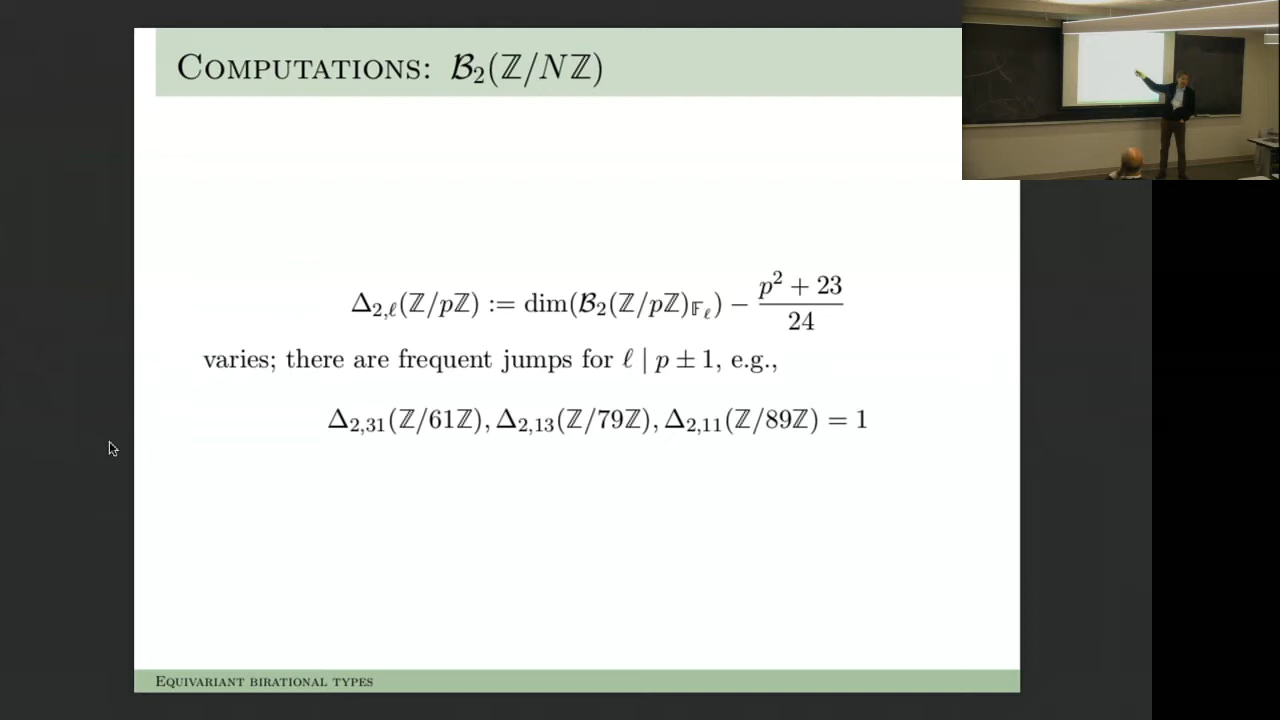 COMPUTATIONS: $\mathcal{B}_2(\mathbb{Z}/N\mathbb{Z})$
$\Delta_{2,\ell}(\mathbb{Z}/p\mathbb{Z}) := \dim(\mathcal{B}_2(\mathbb{Z}/p\mathbb{Z})_{\mathbb{F}_\ell}) - \frac{p^2 + 23}{24}$
varies; there are frequent jumps for $\ell \mid p \pm 1$, e.g.,
$\Delta_{2,31}(\mathbb{Z}/61\mathbb{Z}), \Delta_{2,13}(\mathbb{Z}/79\mathbb{Z}), \Delta_{2,11}(\mathbb{Z}/89\mathbb{Z}) = 1$
EQUIVARIANT BIRATIONAL TYPES